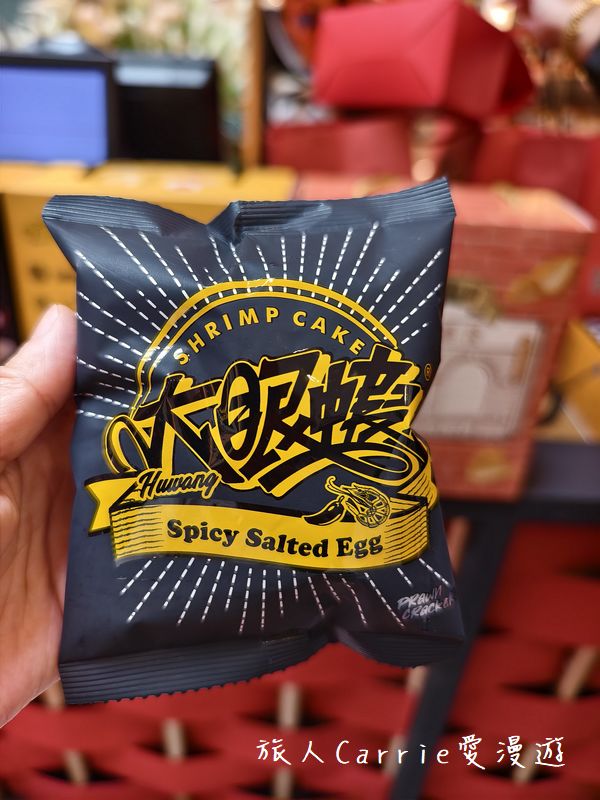 SHRIMP CAKE
大眼蝦
®
Huwang
Spicy Salted Egg
PRAWN
CRACKER
旅人Carrie愛漫遊